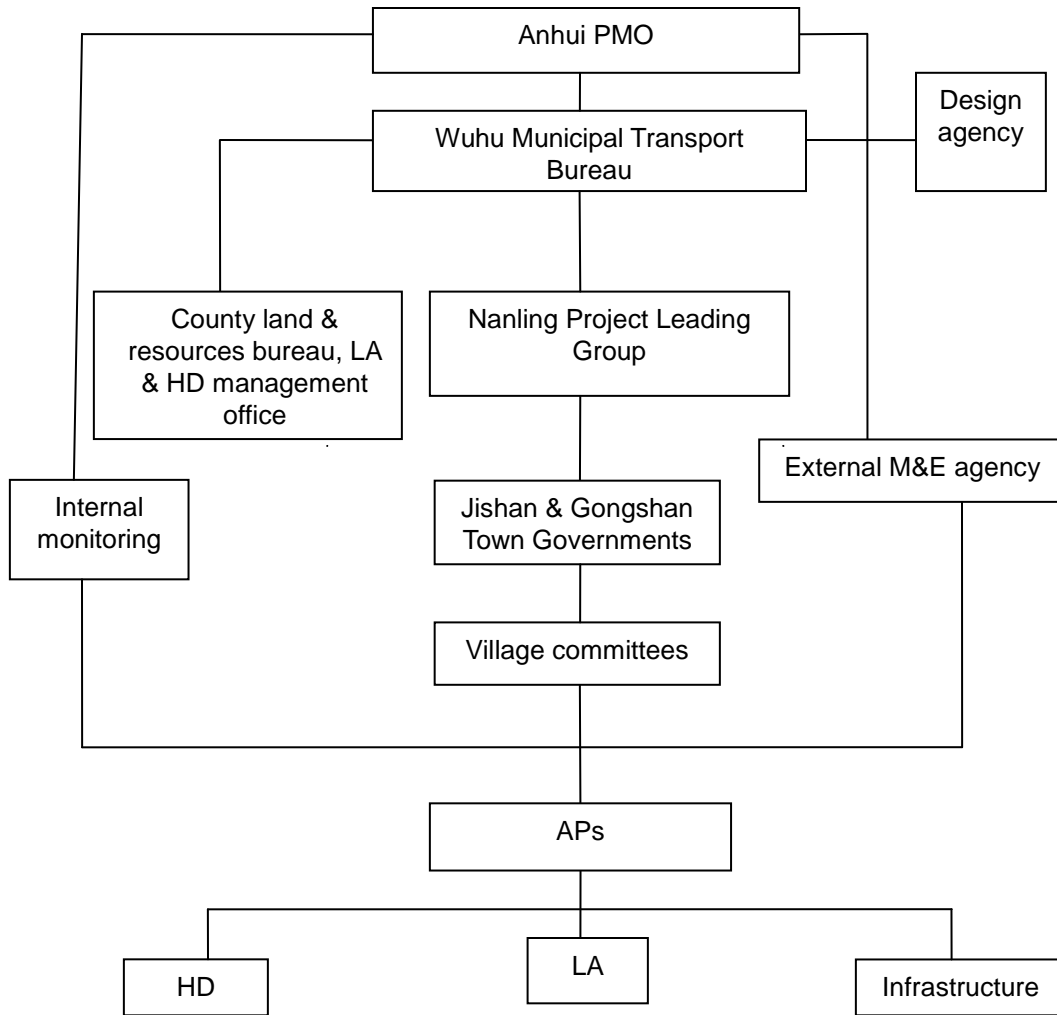 Anhui PMO
Design
agency
Wuhu Municipal Transport
Bureau
County land &
resources bureau, LA
& HD management
office
Nanling Project Leading
Group
External M&E agency
Internal
monitoring
Jishan & Gongshan
Town Governments
Village committees
APs
HD
LA
Infrastructure